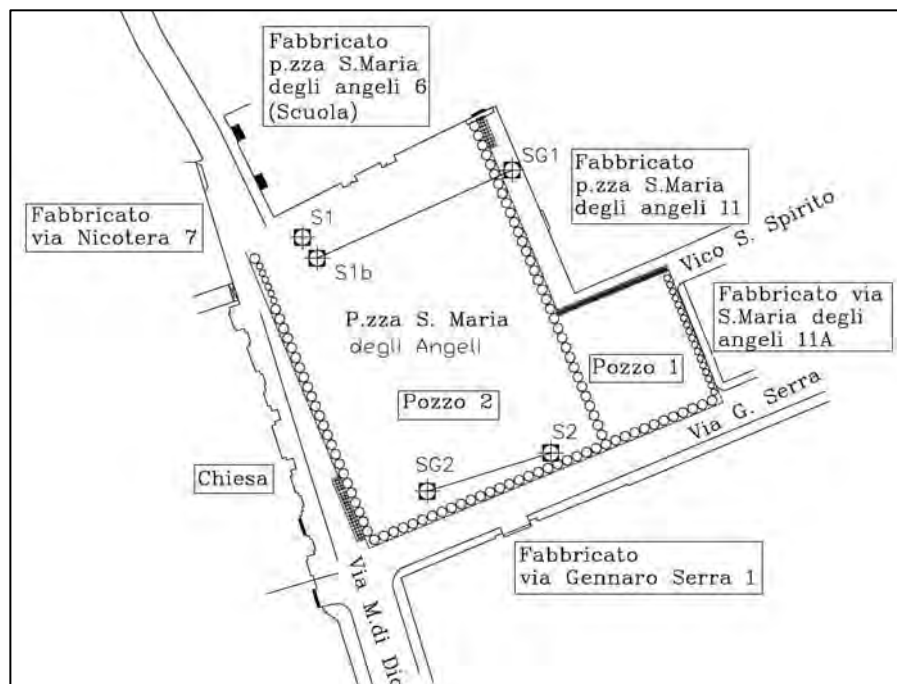 Fabbricato
p.zza S.Maria
degli angeli 6
(Scuola)
SG1
Fabbricato
p.zza S.Maria
degli angeli 11
Fabbricato
via Nicotera 7
S1
S1b
Vico S. Spirito
Fabbricato via
S.Maria degli
angeli 11A
P.zza S. Maria
degli Angeli
Pozzo 1
Pozzo 2
Via G. Serra
S2
SG2
Chiesa
Fabbricato
via Gennaro Serra 1
Via M.di Dio